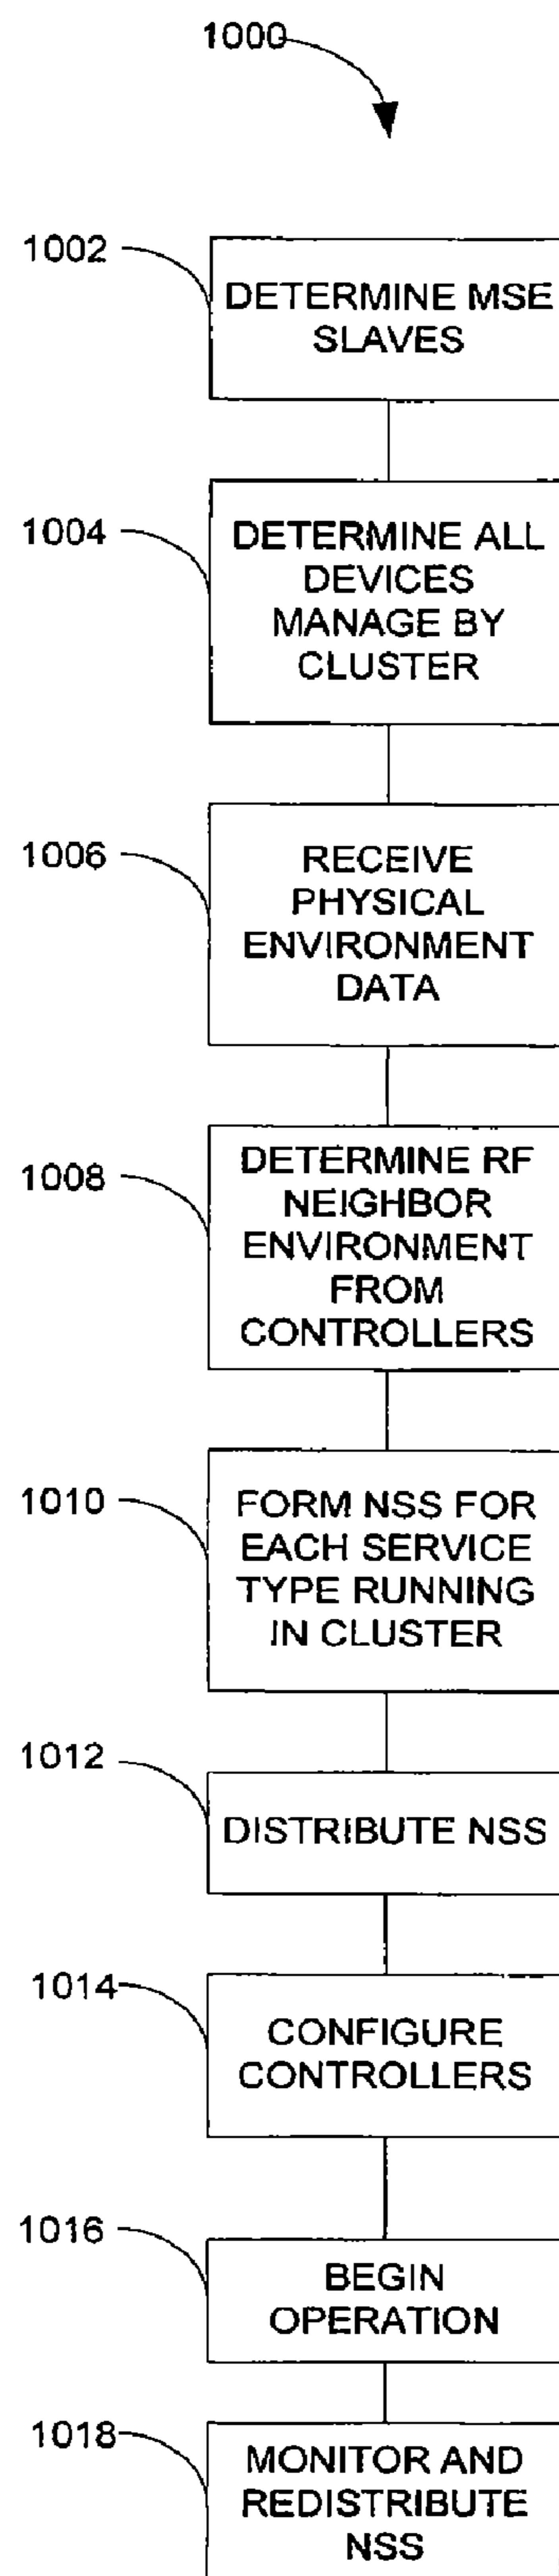 1000
1002
DETERMINE MSE
SLAVES
1004
DETERMINE ALL
DEVICES
MANAGE BY
CLUSTER
1006
RECEIVE
PHYSICAL
ENVIRONMENT
DATA
1008
DETERMINE RF
NEIGHBOR
ENVIRONMENT
FROM
CONTROLLERS
1010
FORM NSS FOR
EACH SERVICE
TYPE RUNNING
IN CLUSTER
1012
DISTRIBUTE NSS
1014
CONFIGURE
CONTROLLERS
1016
BEGIN
OPERATION
1018
MONITOR AND
REDISTRIBUTE
NSS